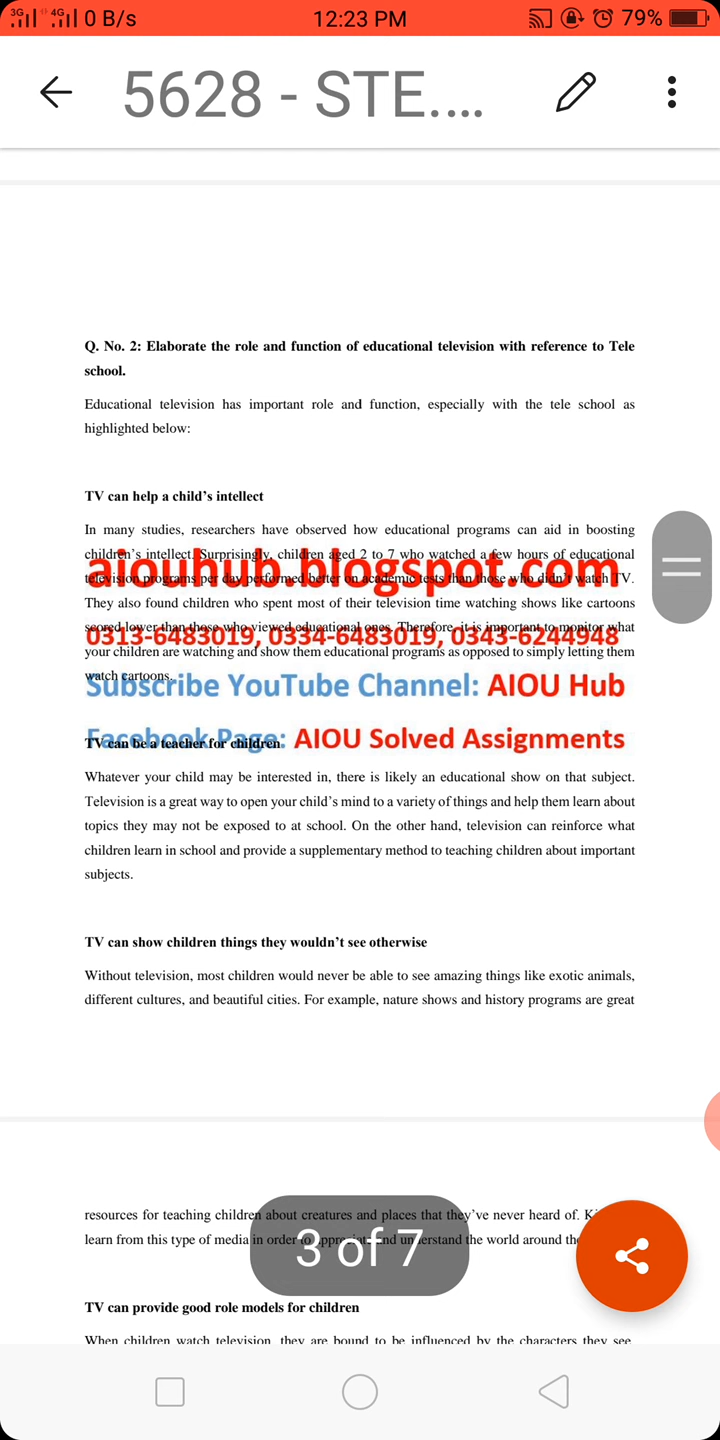 3G 4G 0 B/s 12:23 PM 79%
5628 - STE....
Q. No. 2: Elaborate the role and function of educational television with reference to Tele
school.
Educational television has important role and function, especially with the tele school as
highlighted below:
TV can help a child's intellect
In many studies, researchers have observed how educational programs can aid in boosting
children's intellect. Surprisingly, children aged 2 to 7 who watched a few hours of educational
aiouhub.blogspot.com
television programs per day performed better on academic tests than those who didn't watch TV.
They also found children who spent most of their television time watching shows like cartoons
scored lower than those who viewed educational ones. Therefore, it is important to monitor what
0313-6483019, 0334-6483019, 0343-6244948
your children are watching and show them educational programs as opposed to simply letting them
watch cartoons.
Subscribe YouTube Channel: AIOU Hub
Facebook Page: AIOU Solved Assignments
TV can be a teacher for children
Whatever your child may be interested in, there is likely an educational show on that subject.
Television is a great way to open your child's mind to a variety of things and help them learn about
topics they may not be exposed to at school. On the other hand, television can reinforce what
children learn in school and provide a supplementary method to teaching children about important
subjects.
TV can show children things they wouldn't see otherwise
Without television, most children would never be able to see amazing things like exotic animals,
different cultures, and beautiful cities. For example, nature shows and history programs are great
resources for teaching children about creatures and places that they've never heard of.
learn from this type of media in order to appreciate and understand the world around
3 of 7
TV can provide good role models for children
When children watch television, they are bound to be influenced by the characters they see.